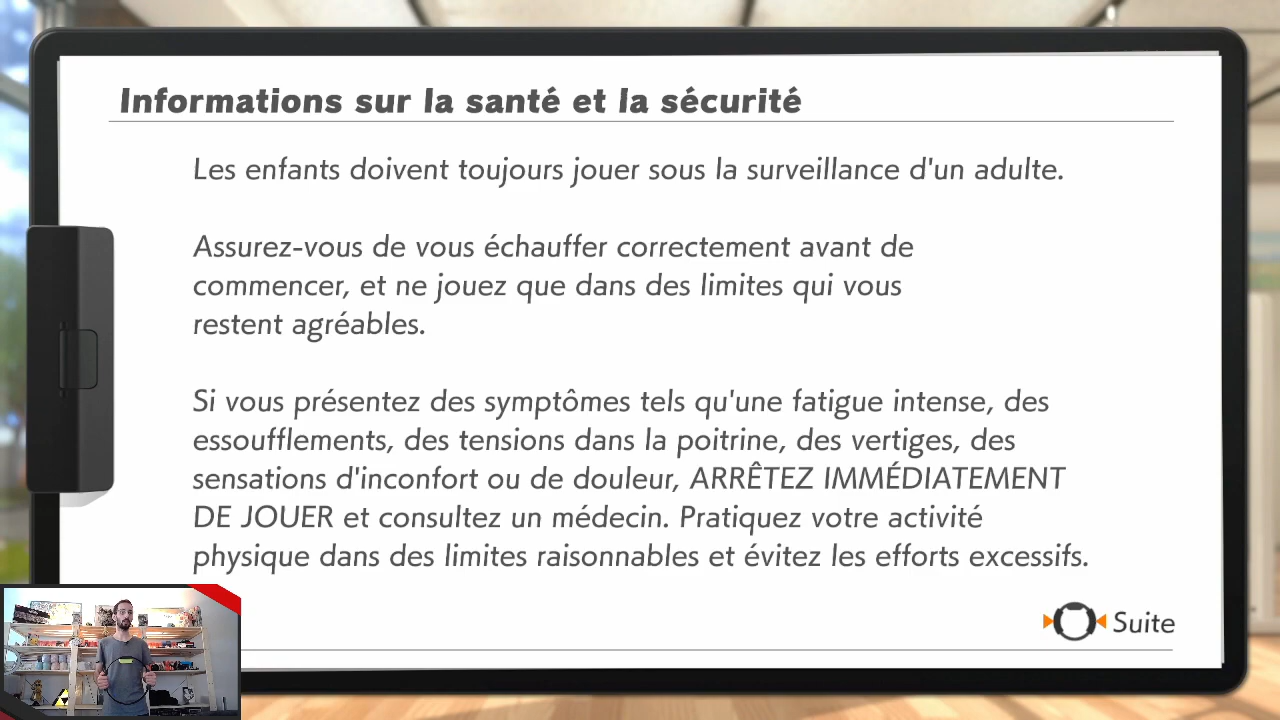 Informations sur la santé et la sécurité
Les enfants doivent toujours jouer sous la surveillance d'un adulte.
Assurez-vous de vous échauffer correctement avant de
commencer, et ne jouez que dans des limites qui vous
restent agréables.
Si vous présentez des symptômes tels qu'une fatigue intense, des
essoufflements, des tensions dans la poitrine, des vertiges, des
sensations d'inconfort ou de douleur, ARRÊTEZ IMMÉDIATEMENT
DE JOUER et consultez un médecin. Pratiquez votre activité
physique dans des limites raisonnables et évitez les efforts excessifs.
Suite